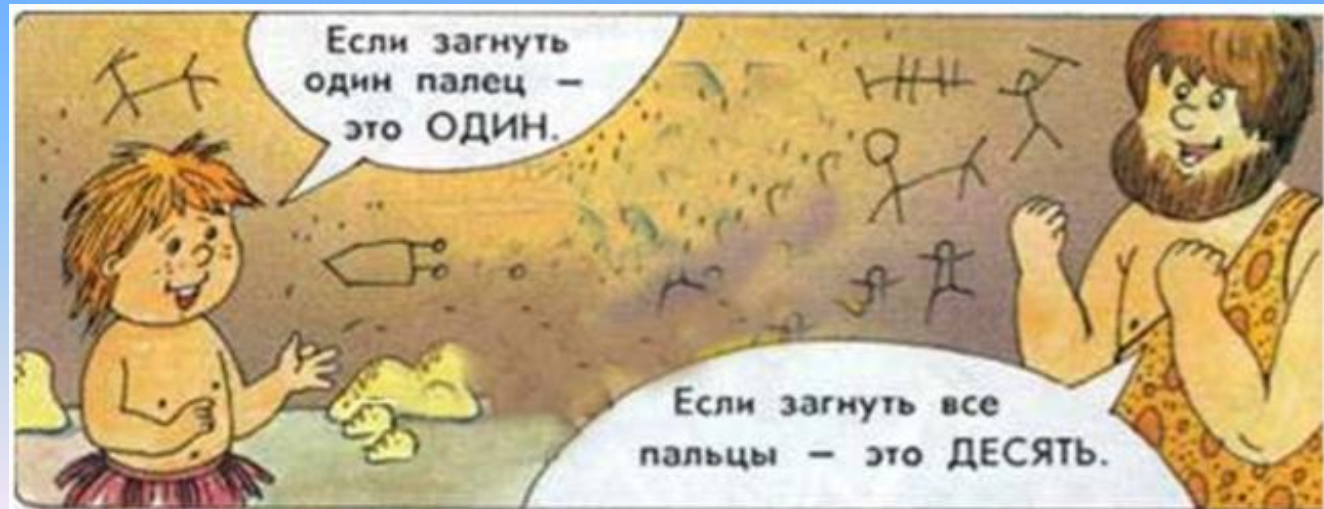 Если загнуть
один палец —
это ОДИН.
Если загнуть все
пальцы — это ДЕСЯТЬ.